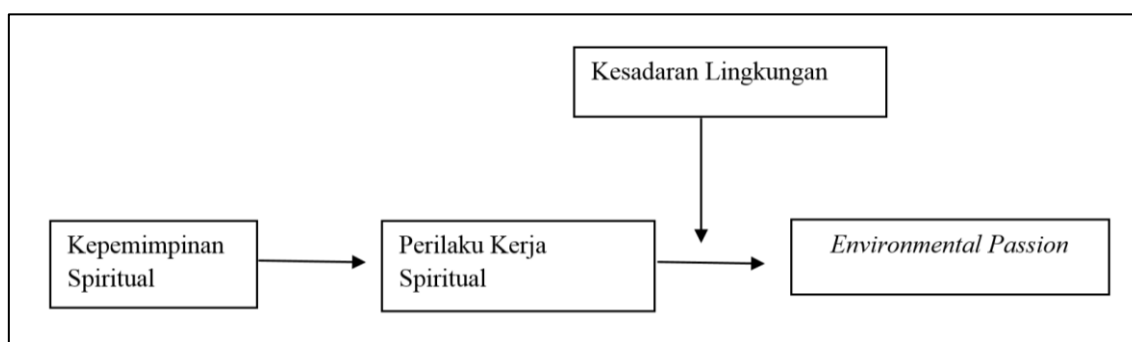 Kesadaran Lingkungan
Kepemimpinan
Spiritual
Perilaku Kerja
Spiritual
Environmental Passion